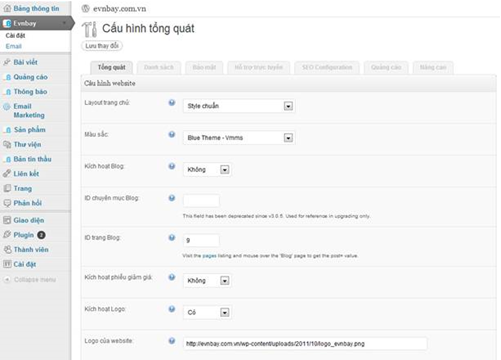 Bảng thông tin
Evnbay
Cài đặt
Email
Bài viết
Quảng cáo
Thông báo
Email
Marketing
Sản phẩm
Thư viện
Bản tin thầu
Liên kết
Trang
Phản hồi
Giao diện
Plugin 2
Thành viên
Cài đặt
Collapse menu
evnbay.com.vn
Cấu hình tổng quát
Lưu thay đổi
Tổng quát Danh sách Bảo mật Hỗ trợ trực tuyến SEO Configuration Quảng cáo Nâng cao
Cấu hình website
Layout trang chủ: Style chuẩn
Màu sắc: Blue Theme - Vmms
Kích hoạt Blog: Không
ID chuyên mục Blog:
This field has been deprecated since v3.0.5. Used for reference in upgrading only.
ID trang Blog: 9
Visit the pages listing and mouse over the 'Blog' page to get the post= value.
Kích hoạt phiếu giảm giá: Không
Kích hoạt Logo: Có
Logo của website: http://evnbay.com.vn/wp-content/uploads/2011/10/logo_evnbay.png